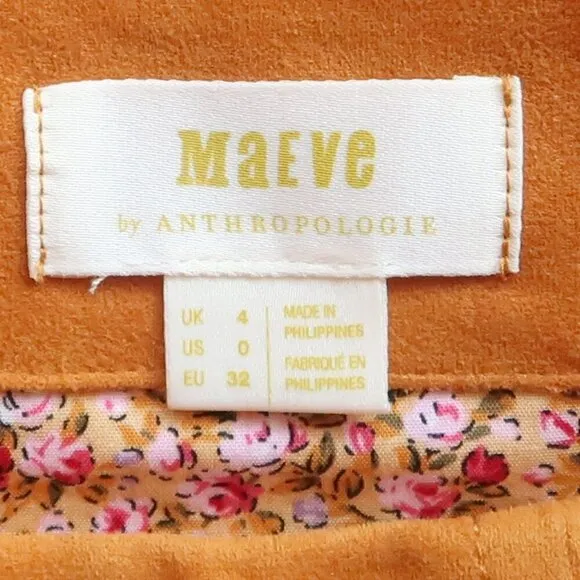 MaEve
by ANTHROPOLOGIE
UK 4
US 0
EU 32
MADE IN
PHILIPPINES
FABRIQUÉ EN
PHILIPPINES